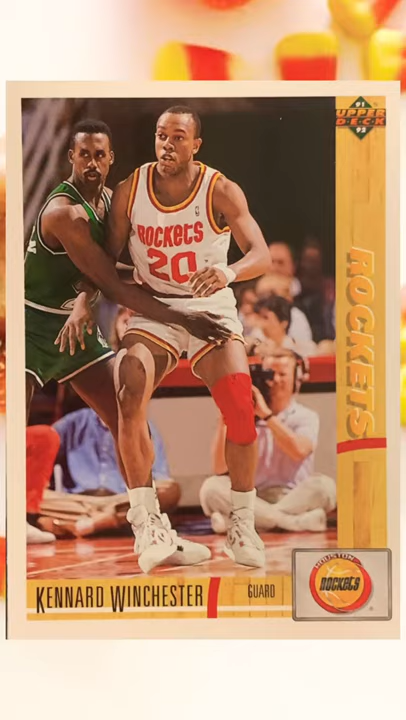 91
UPPER
DECK
92
ROCKETS
ROCKETS
20
KENNARD WINCHESTER
GUARD
HOUSTON
ROCKETS